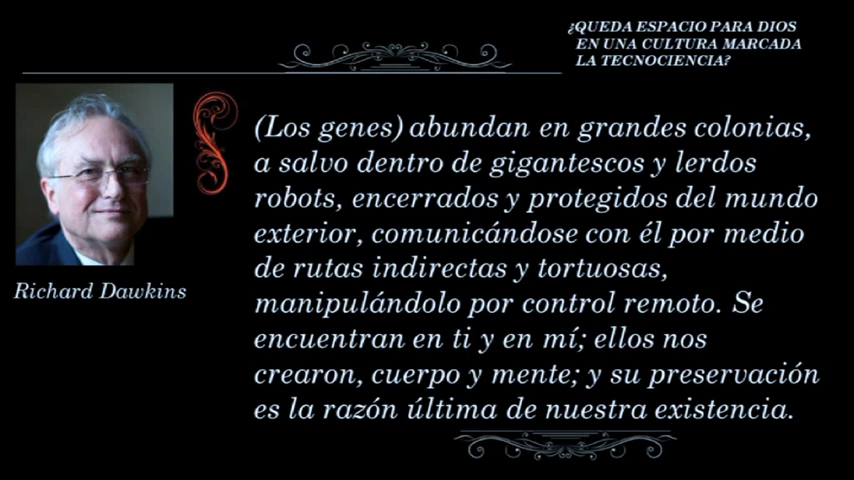 ¿QUEDA ESPACIO PARA DIOS
EN UNA CULTURA MARCADA
LA TECNOCIENCIA?
(Los genes) abundan en grandes colonias,
a salvo dentro de gigantescos y lerdos
robots, encerrados y protegidos del mundo
exterior, comunicándose con él por medio
de rutas indirectas y tortuosas,
manipulándolo por control remoto. Se
encuentran en ti y en mí; ellos nos
crearon, cuerpo y mente; y su preservación
es la razón última de nuestra existencia.
Richard Dawkins